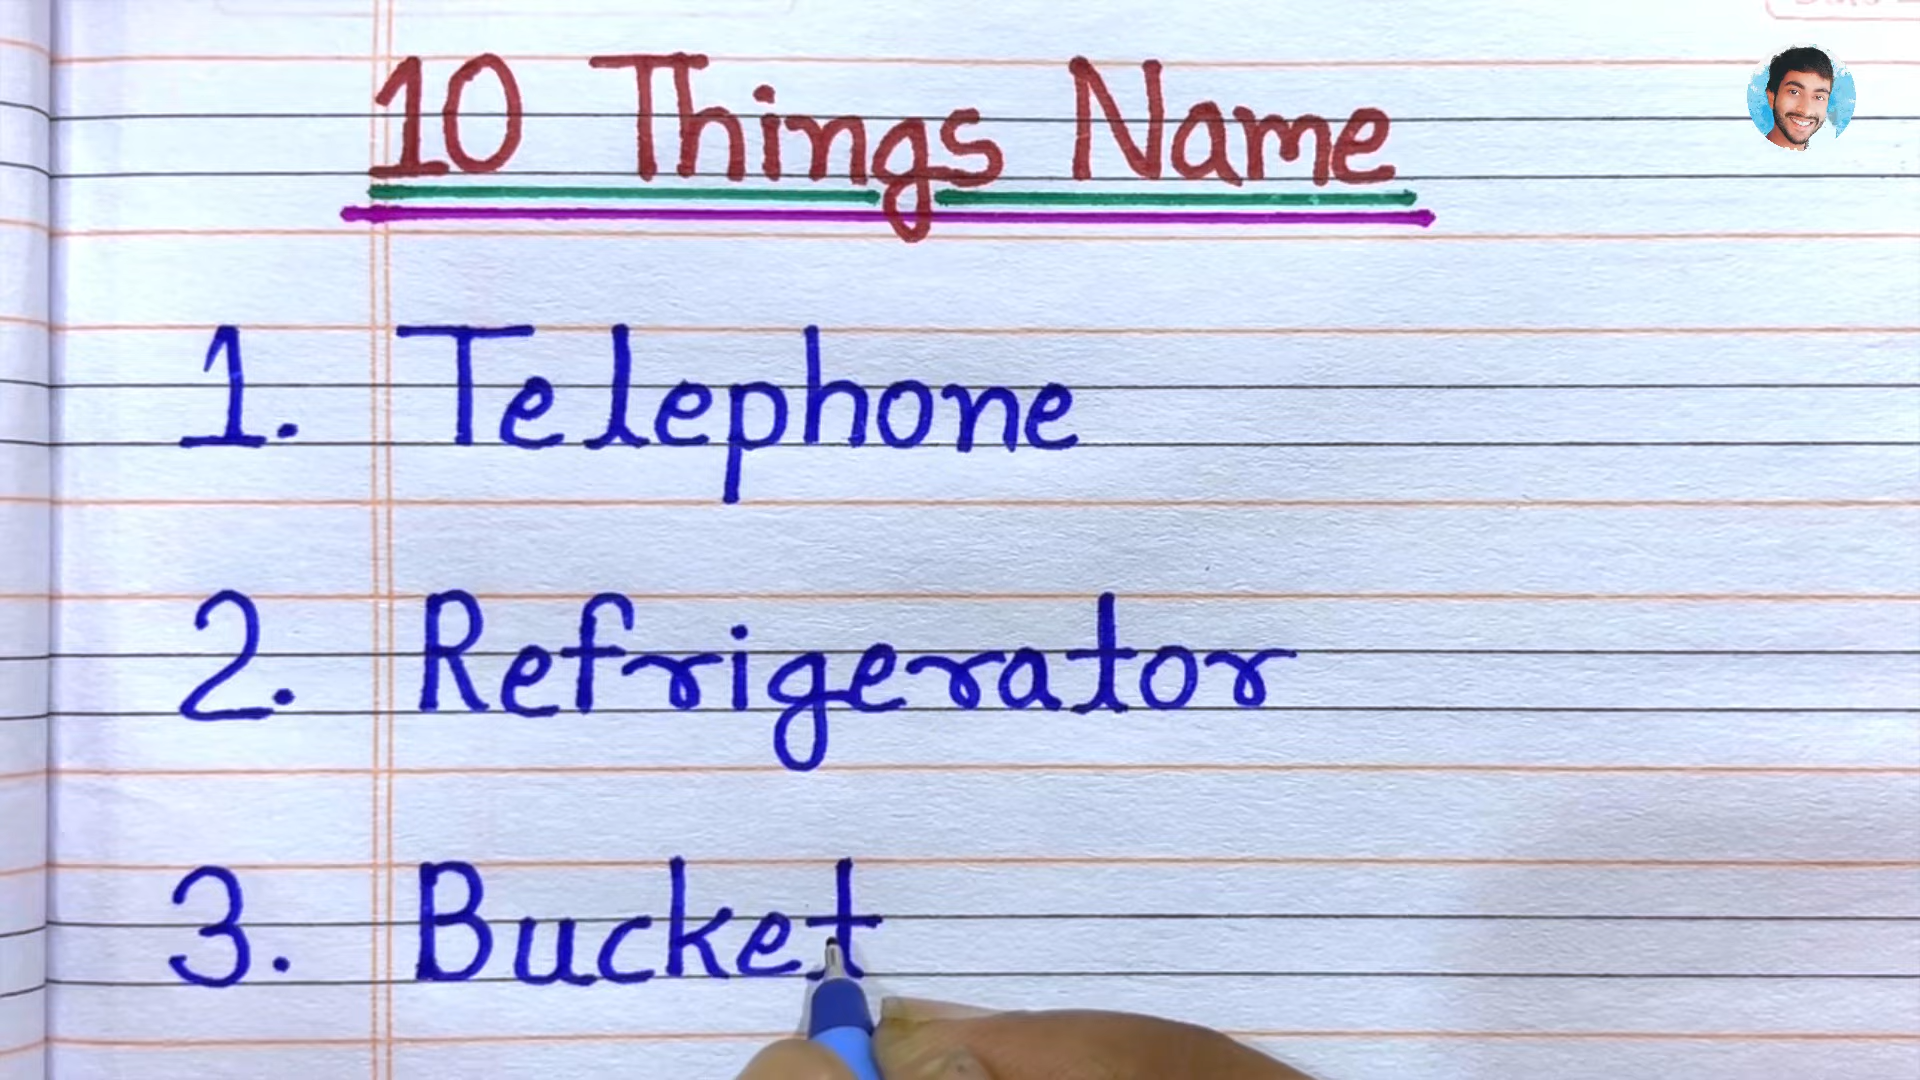 10 Things Name
1. Telephone
2. Refrigerator
3. Bucket